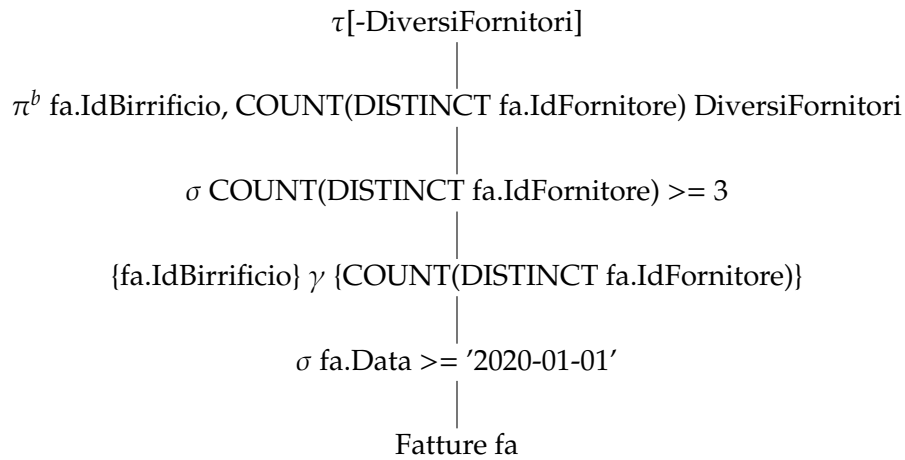 τ[-DiversiFornitori]
π^b fa.IdBirrificio, COUNT(DISTINCT fa.IdFornitore) DiversiFornitori
σ COUNT(DISTINCT fa.IdFornitore) >= 3
{fa.IdBirrificio} γ {COUNT(DISTINCT fa.IdFornitore)}
σ fa.Data >= ’2020-01-01’
Fatture fa